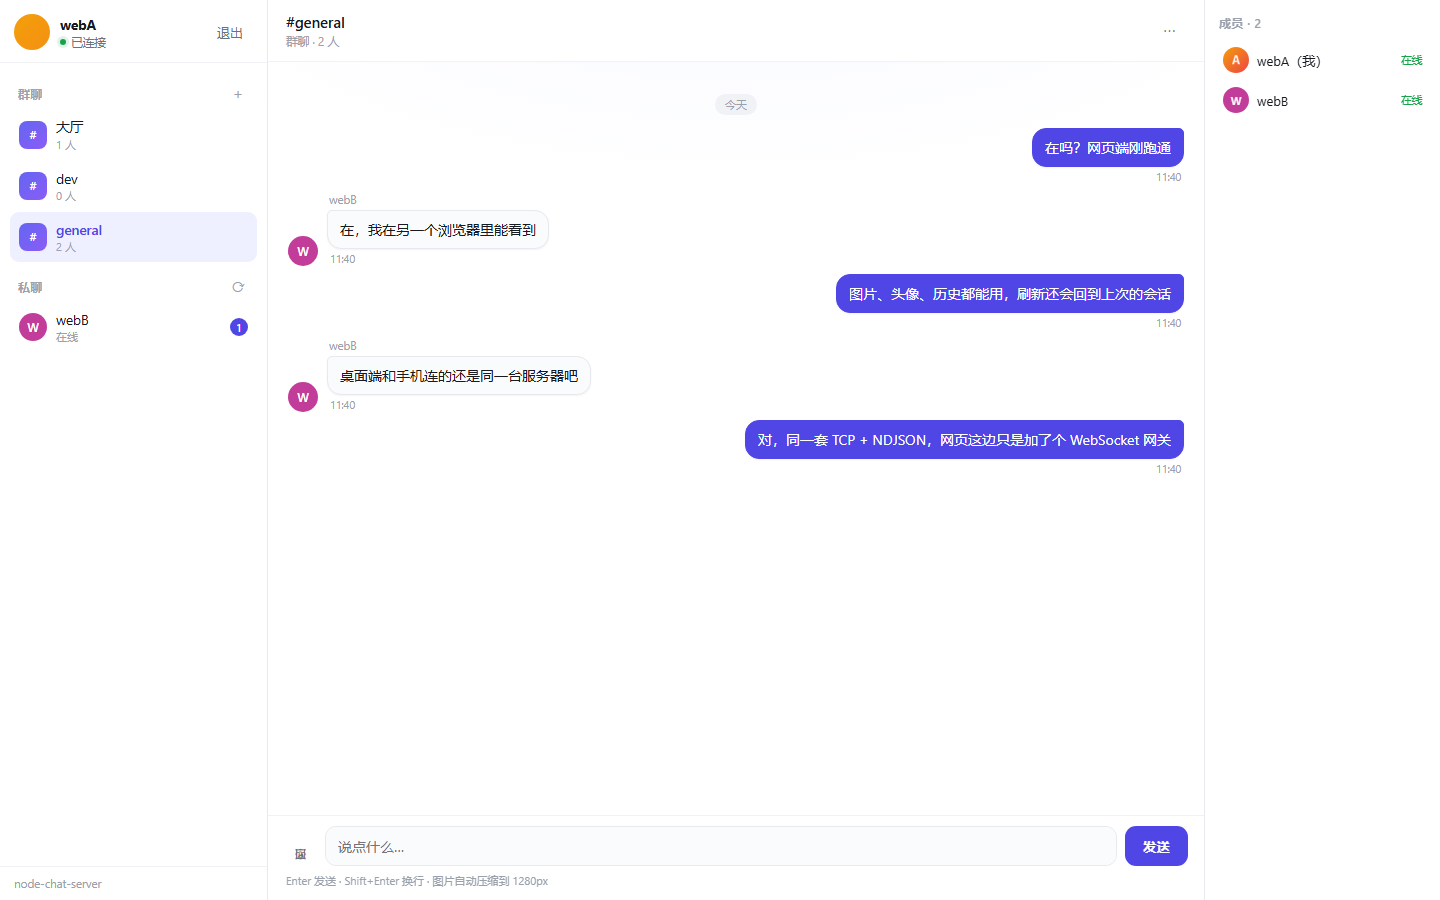 webA
已连接
退出
群聊
+
#
大厅
1 人
#
dev
0 人
#
general
2 人
私聊
W
webB
在线
1
node-chat-server
#general
群聊 · 2 人
...
今天
在吗？网页端刚跑通
11:40
webB
在，我在另一个浏览器里能看到
W
11:40
图片、头像、历史都能用，刷新还会回到上次的会话
11:40
webB
桌面端和手机连的还是同一台服务器吧
W
11:40
对，同一套 TCP + NDJSON，网页这边只是加了个 WebSocket 网关
11:40
说点什么...
发送
Enter 发送 · Shift+Enter 换行 · 图片自动压缩到 1280px
成员 · 2
A
webA（我）
在线
W
webB
在线